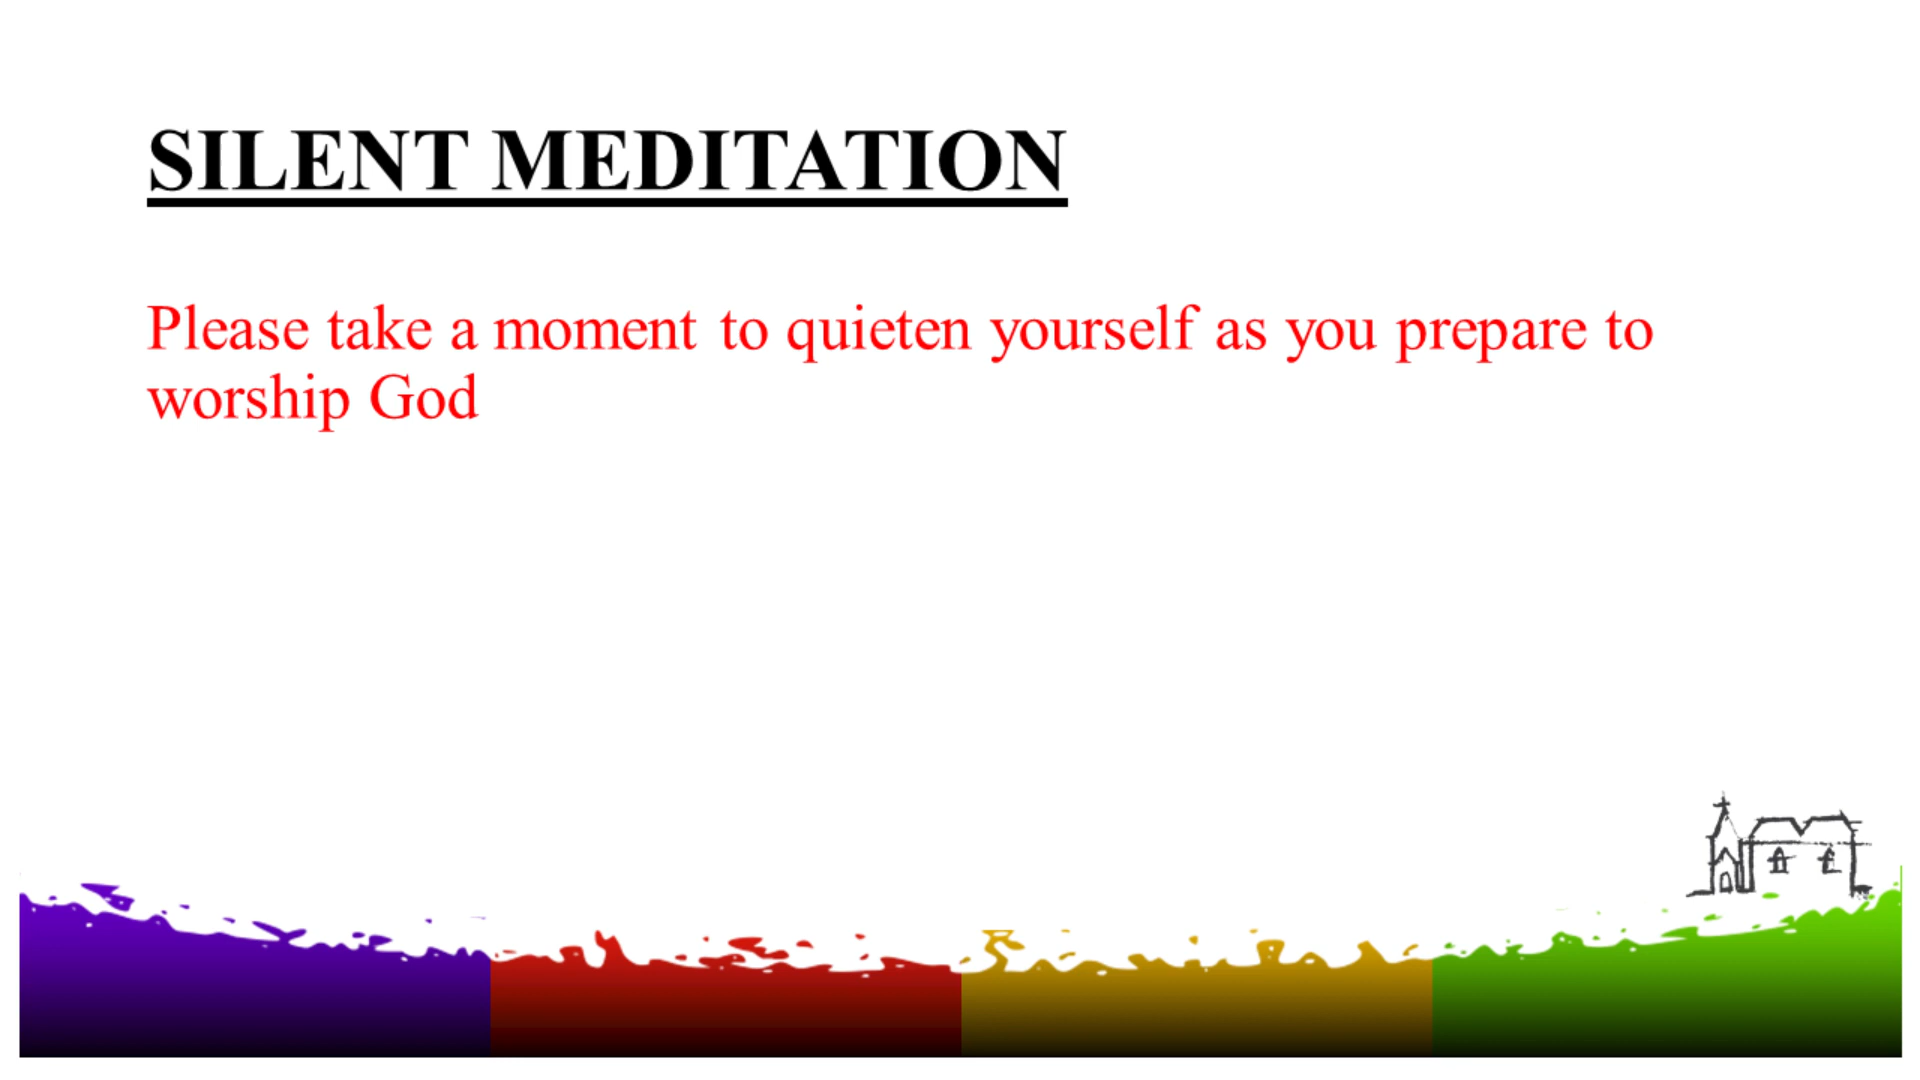 SILENT MEDITATION
Please take a moment to quieten yourself as you prepare to
worship God